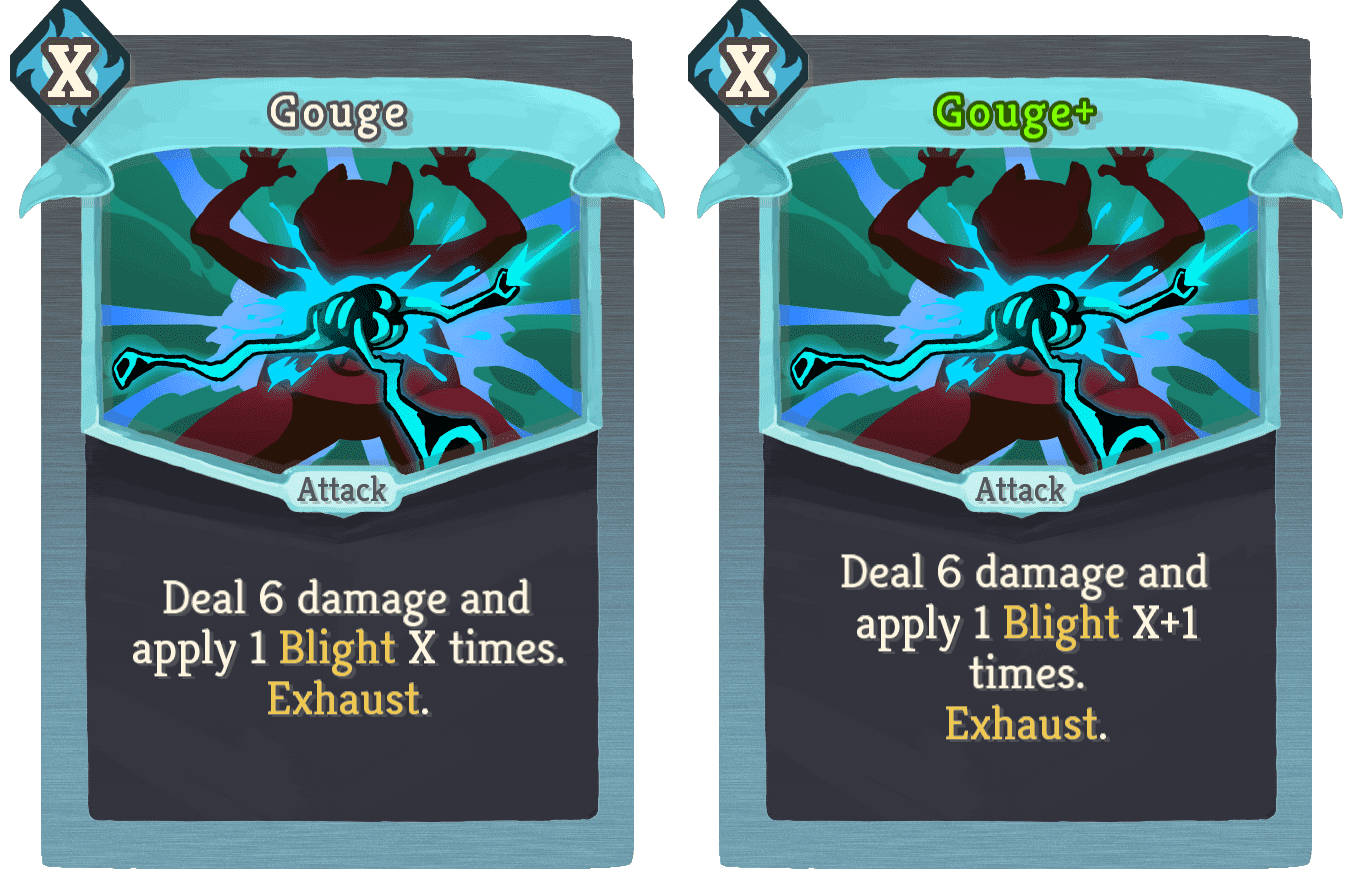 X
Gouge
Attack
Deal 6 damage and
apply 1 Blight X times.
Exhaust.
X
Gouge+
Attack
Deal 6 damage and
apply 1 Blight X+1
times.
Exhaust.